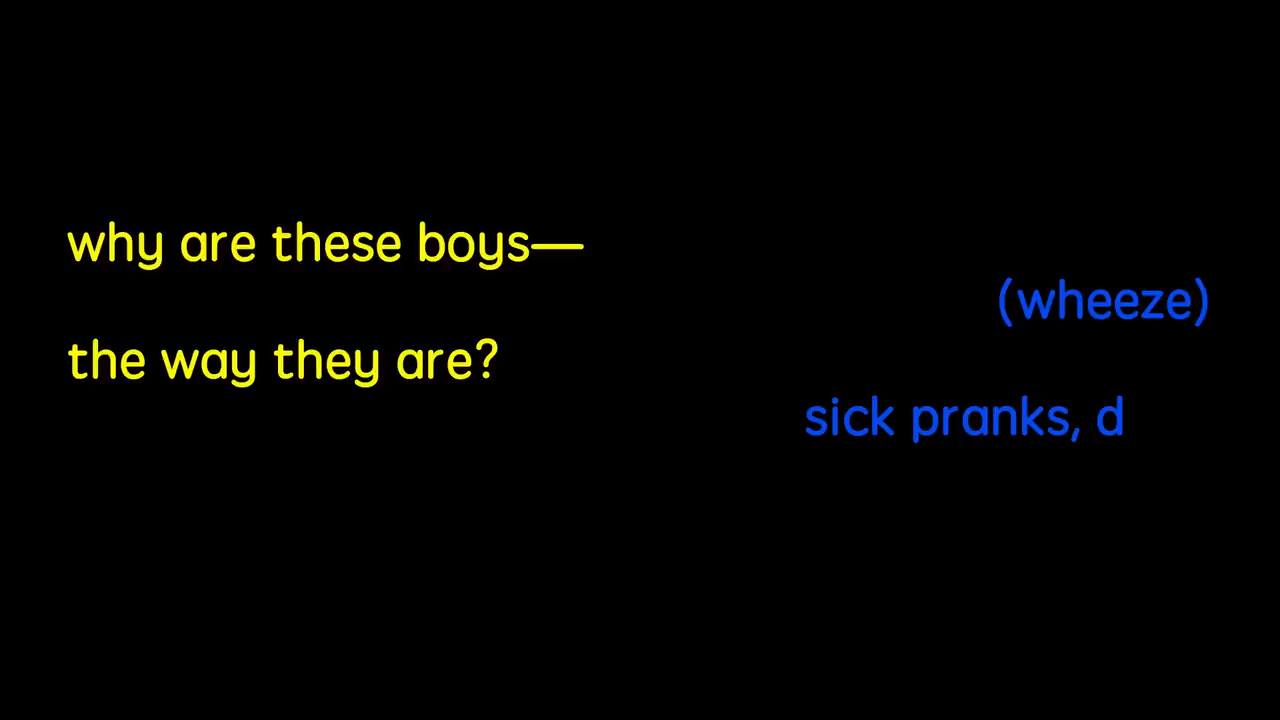 why are these boys—
(wheeze)
the way they are?
sick pranks, d